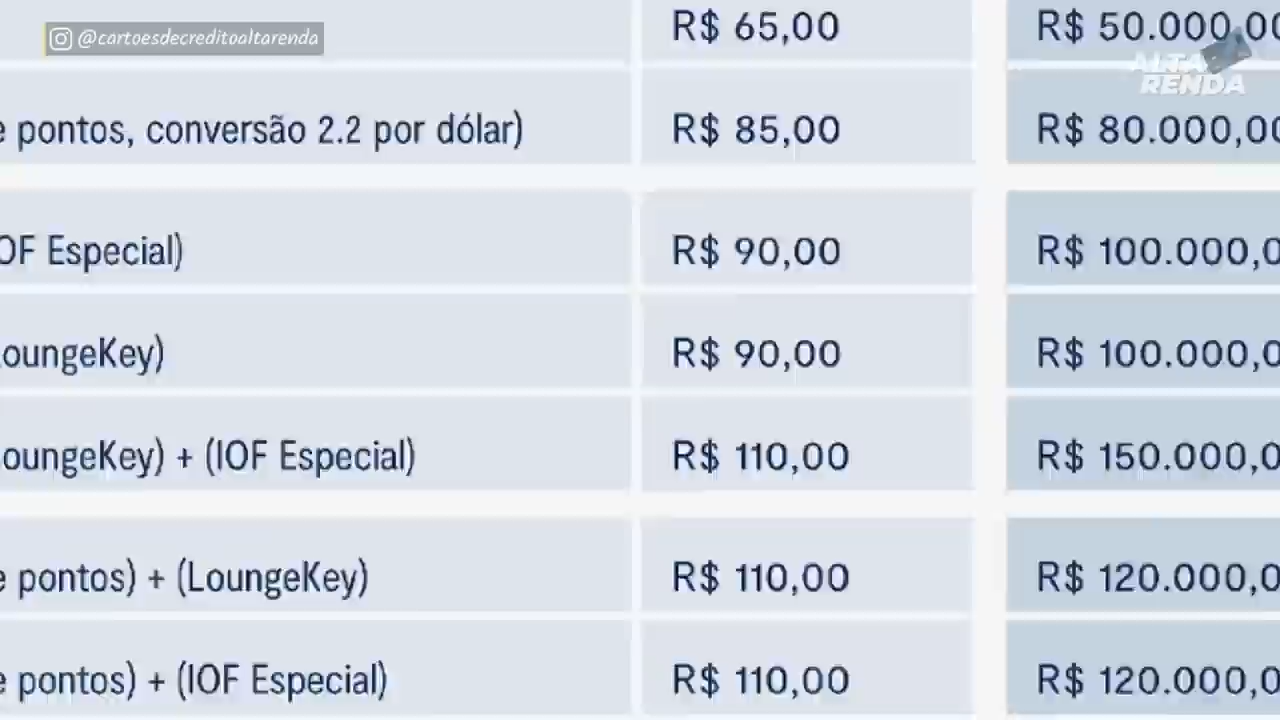 @cartoesdecreditoaltarenda
ALTA
RENDA
R$ 65,00 R$ 50.000,00
e pontos, conversão 2.2 por dólar) R$ 85,00 R$ 80.000,00
OF Especial) R$ 90,00 R$ 100.000,0
oungeKey) R$ 90,00 R$ 100.000,0
oungeKey) + (IOF Especial) R$ 110,00 R$ 150.000,0
e pontos) + (LoungeKey) R$ 110,00 R$ 120.000,0
e pontos) + (IOF Especial) R$ 110,00 R$ 120.000,0